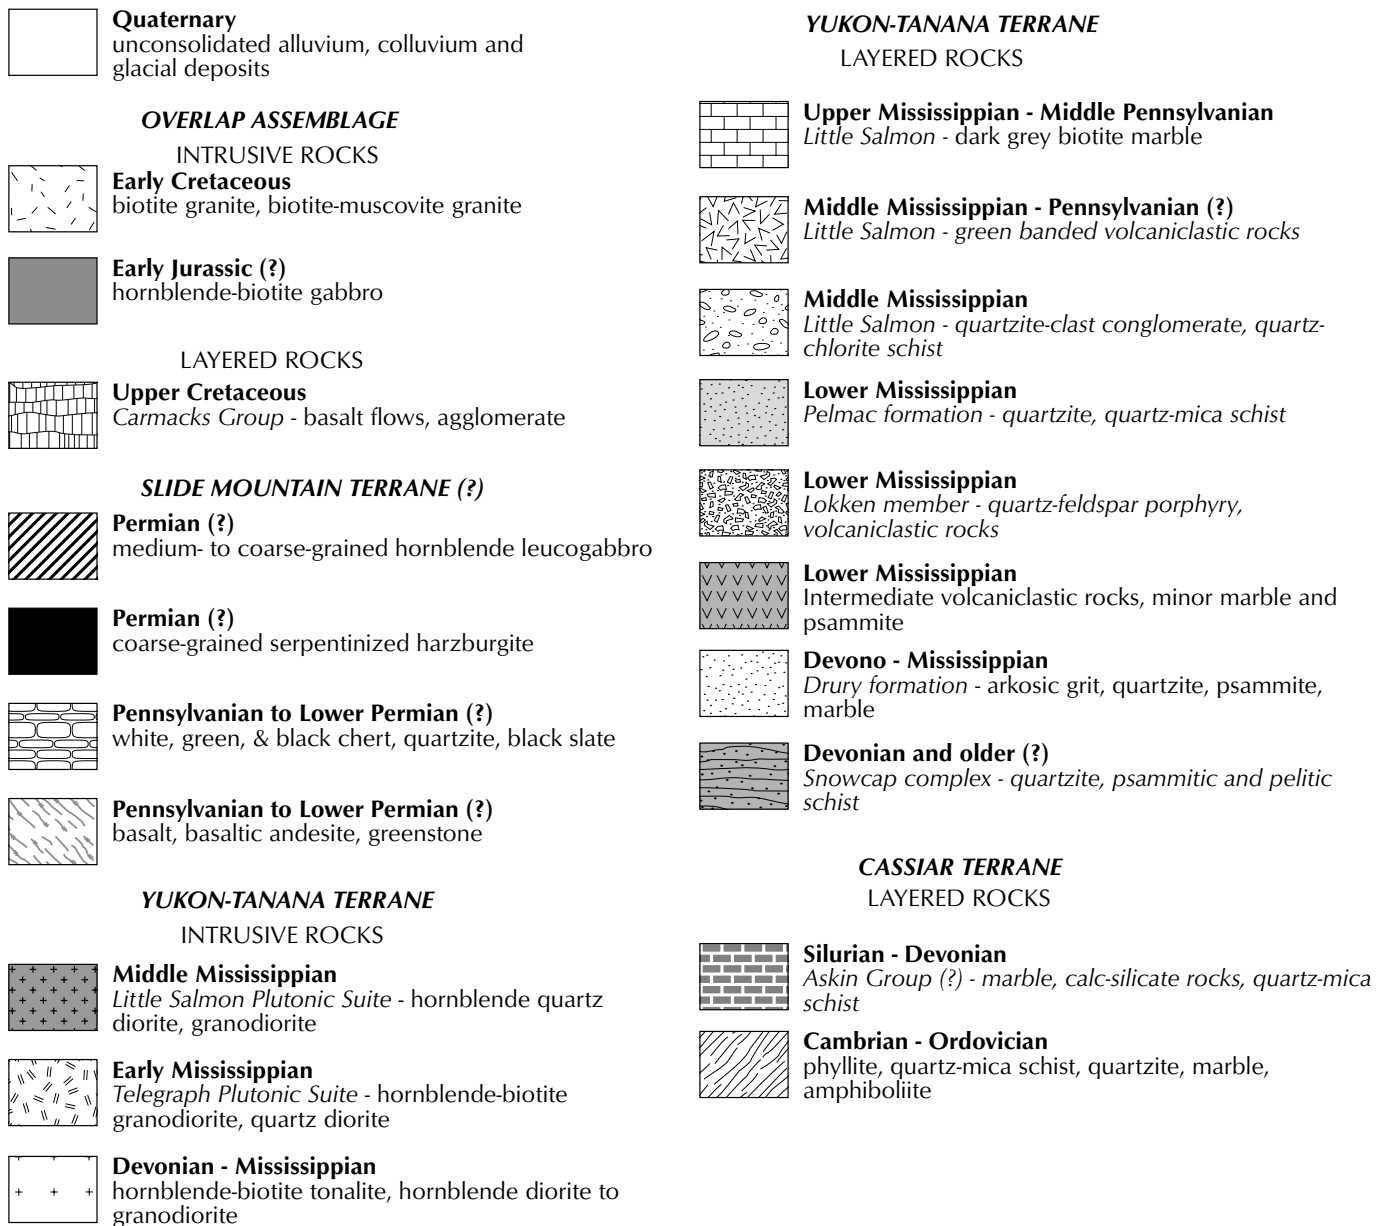 Quaternary
unconsolidated alluvium, colluvium and
glacial deposits
OVERLAP ASSEMBLAGE
INTRUSIVE ROCKS
Early Cretaceous
biotite granite, biotite-muscovite granite
Early Jurassic (?)
hornblende-biotite gabbro
LAYERED ROCKS
Upper Cretaceous
Carmacks Group - basalt flows, agglomerate
SLIDE MOUNTAIN TERRANE (?)
Permian (?)
medium- to coarse-grained hornblende leucogabbro
Permian (?)
coarse-grained serpentinized harzburgite
Pennsylvanian to Lower Permian (?)
white, green, & black chert, quartzite, black slate
Pennsylvanian to Lower Permian (?)
basalt, basaltic andesite, greenstone
YUKON-TANANA TERRANE
INTRUSIVE ROCKS
Middle Mississippian
Little Salmon Plutonic Suite - hornblende quartz
diorite, granodiorite
Early Mississippian
Telegraph Plutonic Suite - hornblende-biotite
granodiorite, quartz diorite
Devonian - Mississippian
hornblende-biotite tonalite, hornblende diorite to
granodiorite
YUKON-TANANA TERRANE
LAYERED ROCKS
Upper Mississippian - Middle Pennsylvanian
Little Salmon - dark grey biotite marble
Middle Mississippian - Pennsylvanian (?)
Little Salmon - green banded volcaniclastic rocks
Middle Mississippian
Little Salmon - quartzite-clast conglomerate, quartz-
chlorite schist
Lower Mississippian
Pelmac formation - quartzite, quartz-mica schist
Lower Mississippian
Lokken member - quartz-feldspar porphyry,
volcaniclastic rocks
Lower Mississippian
Intermediate volcaniclastic rocks, minor marble and
psammite
Devono - Mississippian
Drury formation - arkosic grit, quartzite, psammite,
marble
Devonian and older (?)
Snowcap complex - quartzite, psammitic and pelitic
schist
CASSIAR TERRANE
LAYERED ROCKS
Silurian - Devonian
Askin Group (?) - marble, calc-silicate rocks, quartz-mica
schist
Cambrian - Ordovician
phyllite, quartz-mica schist, quartzite, marble,
amphiboliite